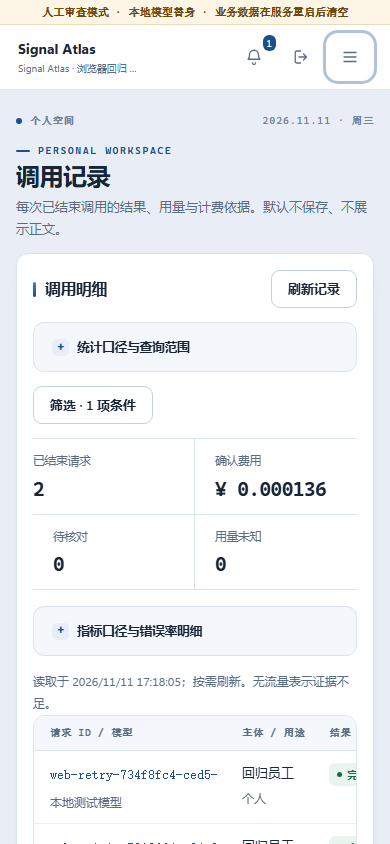 人工审查模式 · 本地模型替身 · 业务数据在服务重启后清空
Signal Atlas
Signal Atlas · 浏览器回归 ...
1
个人空间
2026.11.11 · 周三
PERSONAL WORKSPACE
调用记录
每次已结束调用的结果、用量与计费依据。默认不保存、不展
示正文。
调用明细
刷新记录
+ 统计口径与查询范围
筛选 · 1 项条件
已结束请求
2
确认费用
¥ 0.000136
待核对
0
用量未知
0
+ 指标口径与错误率明细
读取于 2026/11/11 17:18:05；按需刷新。无流量表示证据不
足。
请求 ID / 模型
主体 / 用途
结果
web-retry-734f8fc4-ced5-
本地测试模型
回归员工
个人